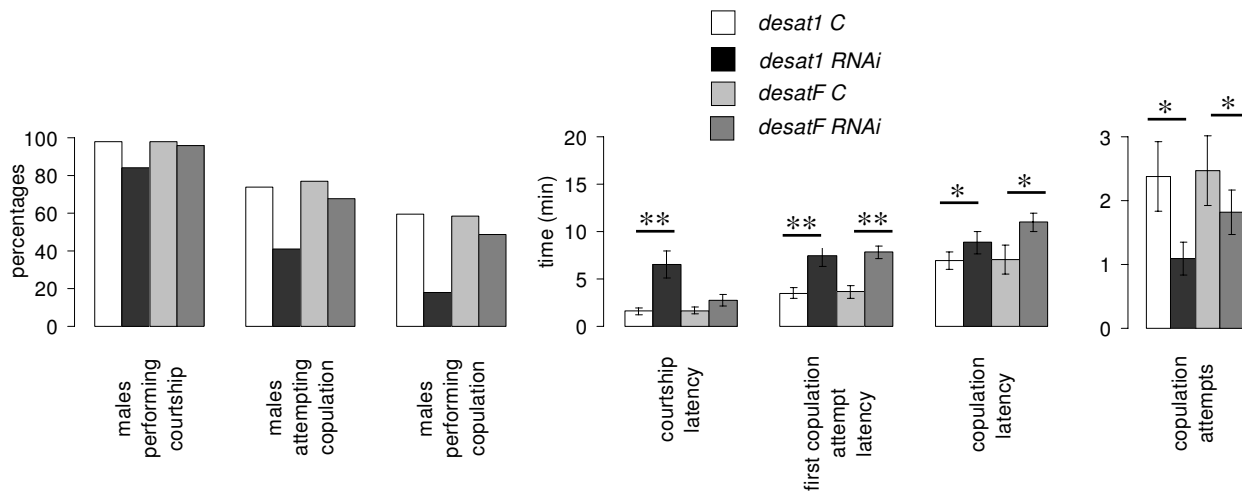 desat1 C
desat1 RNAi
desatF C
desatF RNAi
percentages
100
80
60
40
20
0
males
performing
courtship
males
attempting
copulation
males
performing
copulation
time (min)
20
15
10
5
0
**
courtship
latency
** **
first copulation
attempt
latency
* *
copulation
latency
3
2
1
0
* *
copulation
attempts